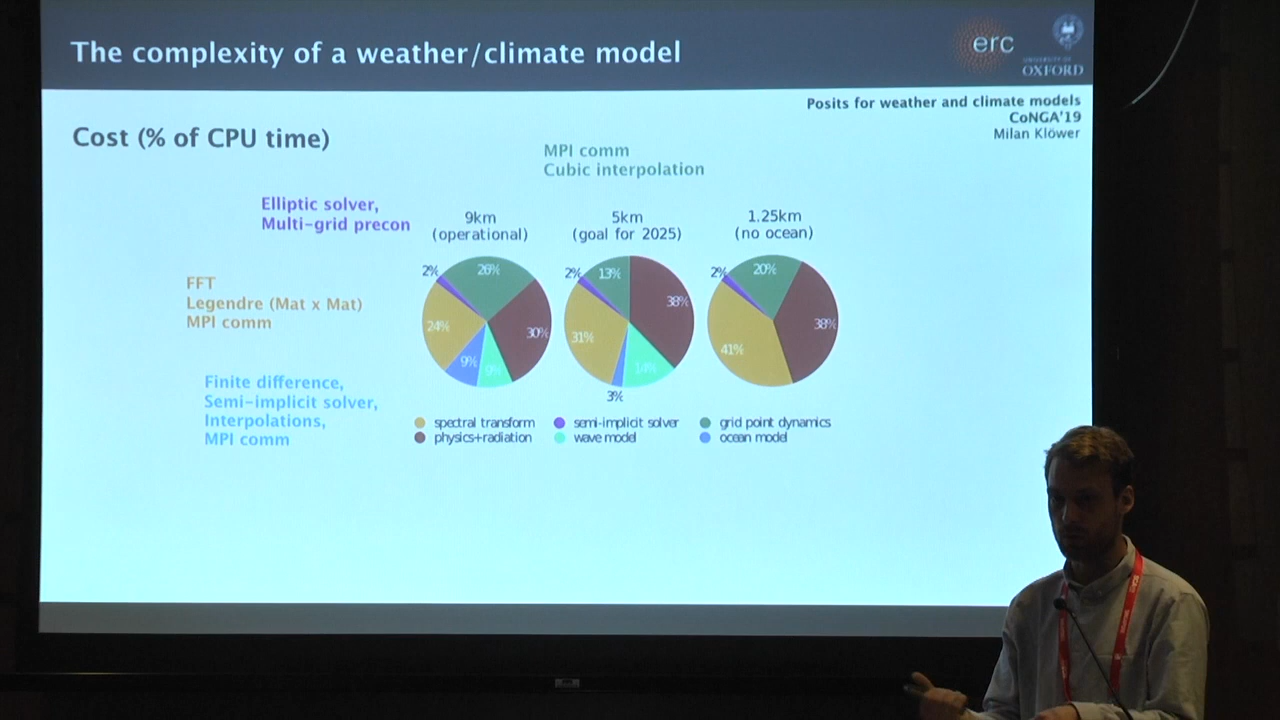 The complexity of a weather/climate model
erc
UNIVERSITY OF
OXFORD
Posits for weather and climate models
CoNGA'19
Milan Klöwer
Cost (% of CPU time)
MPI comm
Cubic interpolation
Elliptic solver,
Multi-grid precon
9km
(operational)
5km
(goal for 2025)
1.25km
(no ocean)
2%
26%
30%
9%
9%
24%
2%
13%
38%
14%
3%
31%
2%
20%
38%
41%
FFT
Legendre (Mat x Mat)
MPI comm
Finite difference,
Semi-implicit solver,
Interpolations,
MPI comm
spectral transform
semi-implicit solver
grid point dynamics
physics+radiation
wave model
ocean model